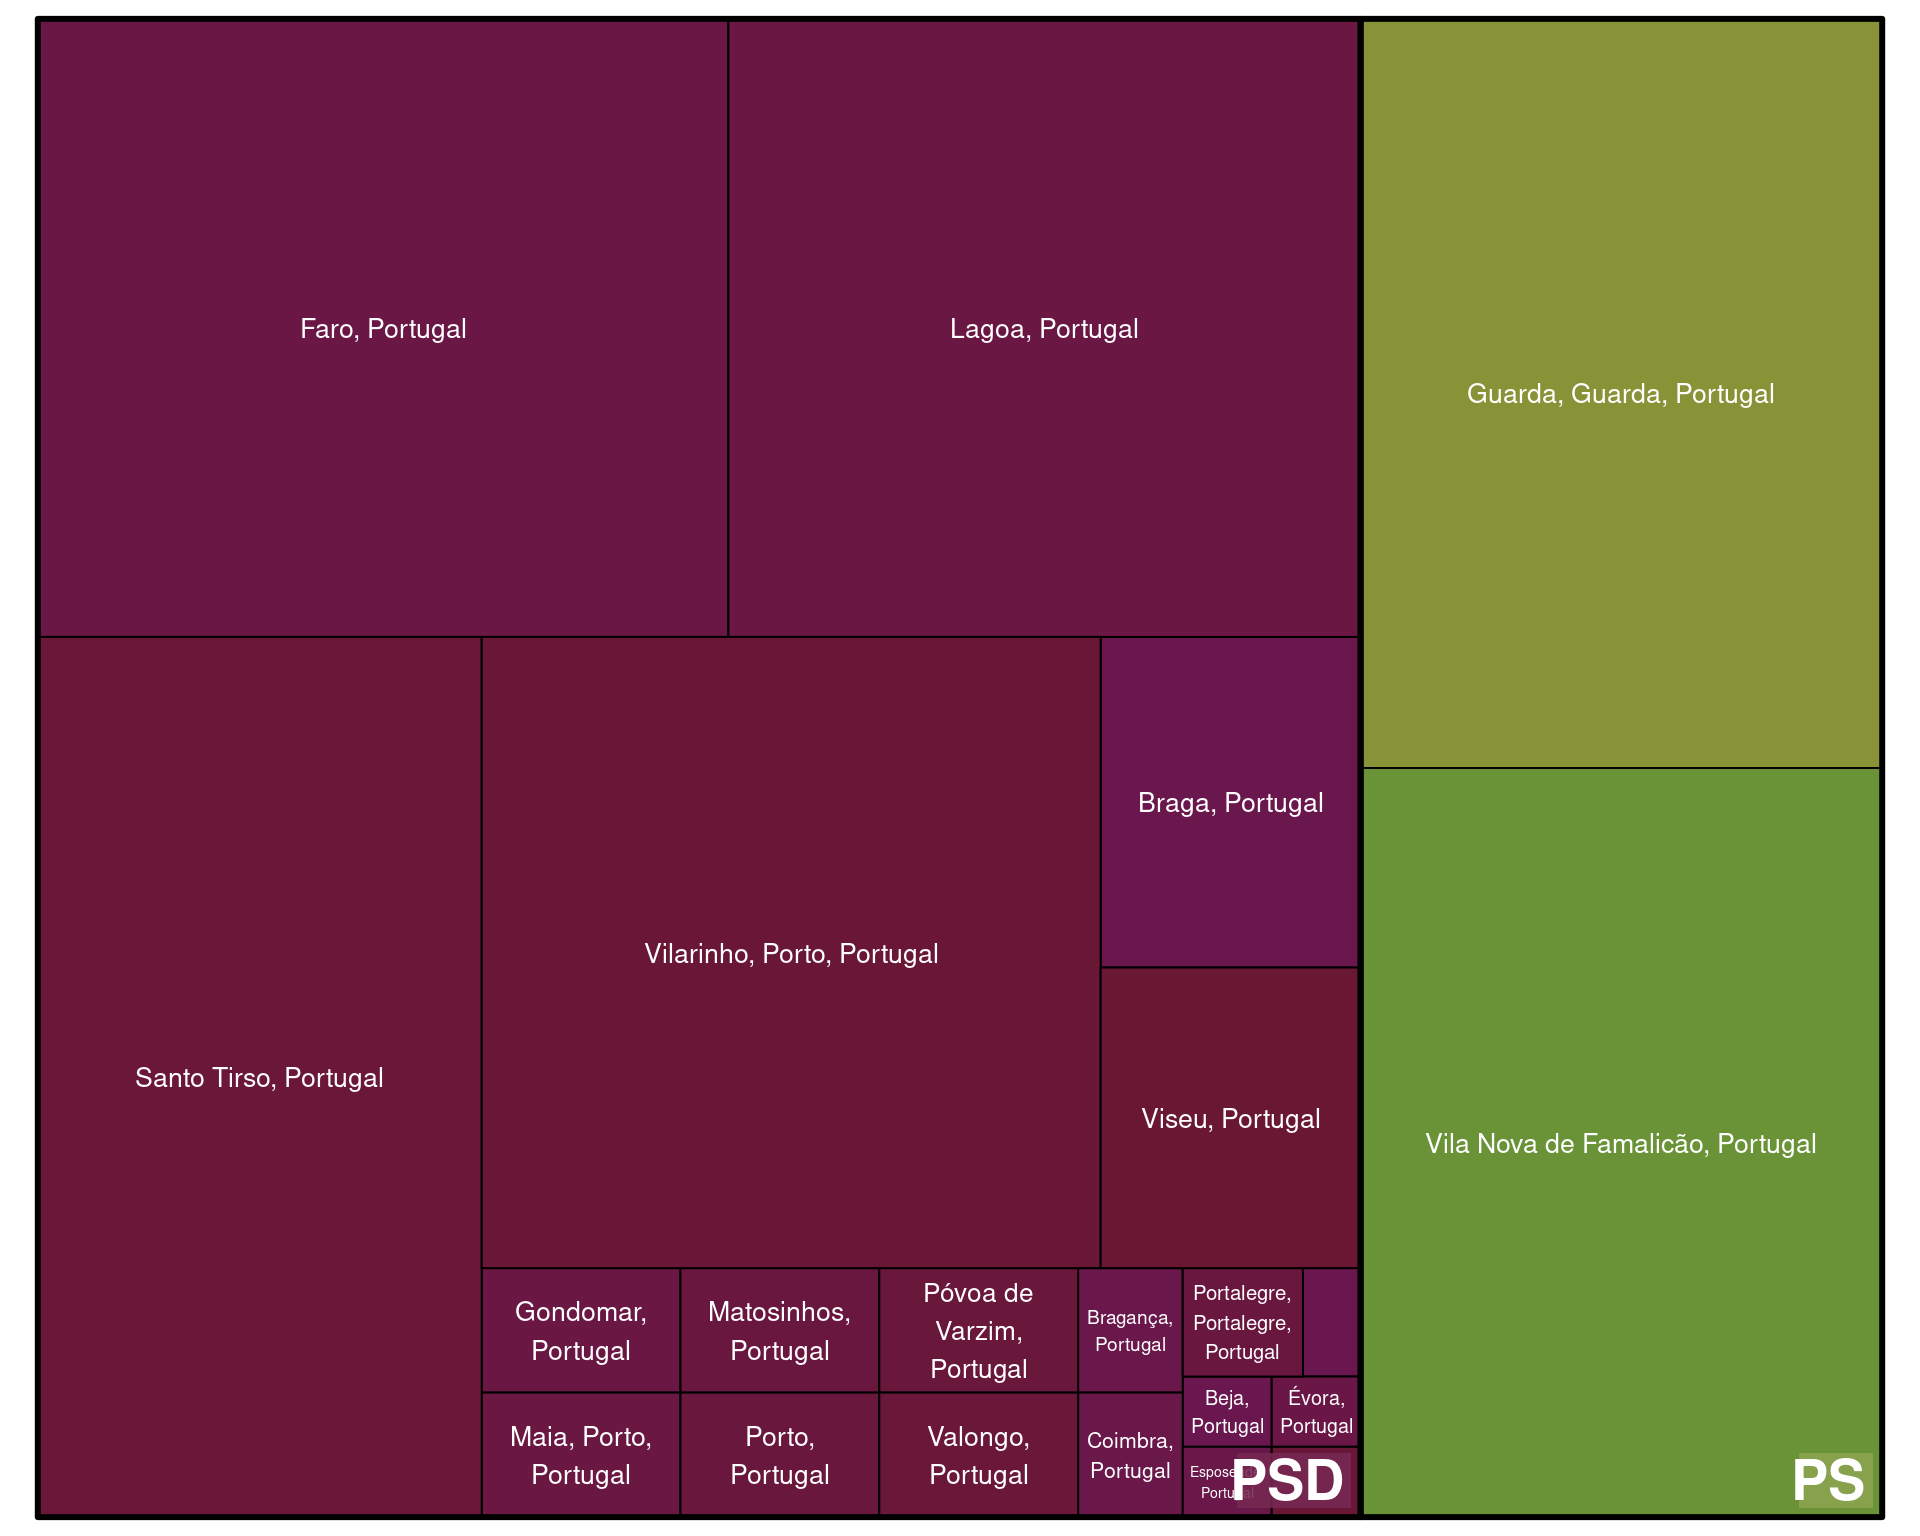 Faro, Portugal
Lagoa, Portugal
Guarda, Guarda, Portugal
Braga, Portugal
Vilarinho, Porto, Portugal
Santo Tirso, Portugal
Viseu, Portugal
Vila Nova de Famalicão, Portugal
Gondomar,
Portugal
Matosinhos,
Portugal
Póvoa de
Varzim,
Portugal
Bragança,
Portugal
Portalegre,
Portalegre,
Portugal
Beja,
Portugal
Évora,
Portugal
Maia, Porto,
Portugal
Porto,
Portugal
Valongo,
Portugal
Coimbra,
Portugal
Portugal
PSD
PS